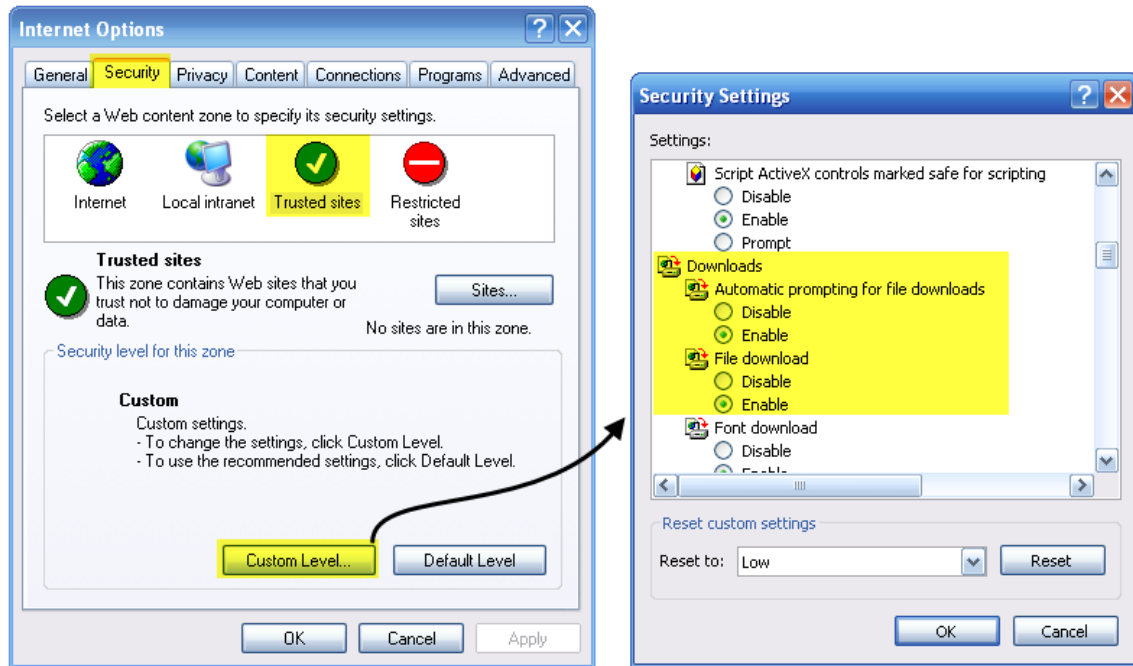 Internet Options
General Security Privacy Content Connections Programs Advanced
Select a Web content zone to specify its security settings.
Internet Local intranet Trusted sites Restricted
sites
Trusted sites
This zone contains Web sites that you
trust not to damage your computer or
data.
Sites...
No sites are in this zone.
Security level for this zone
Custom
Custom settings.
- To change the settings, click Custom Level.
- To use the recommended settings, click Default Level.
Custom Level... Default Level
OK Cancel Apply
Security Settings
Settings:
Script ActiveX controls marked safe for scripting
Disable
Enable
Prompt
Downloads
Automatic prompting for file downloads
Disable
Enable
File download
Disable
Enable
Font download
Disable
Enable
Reset custom settings
Reset to: Low Reset
OK Cancel